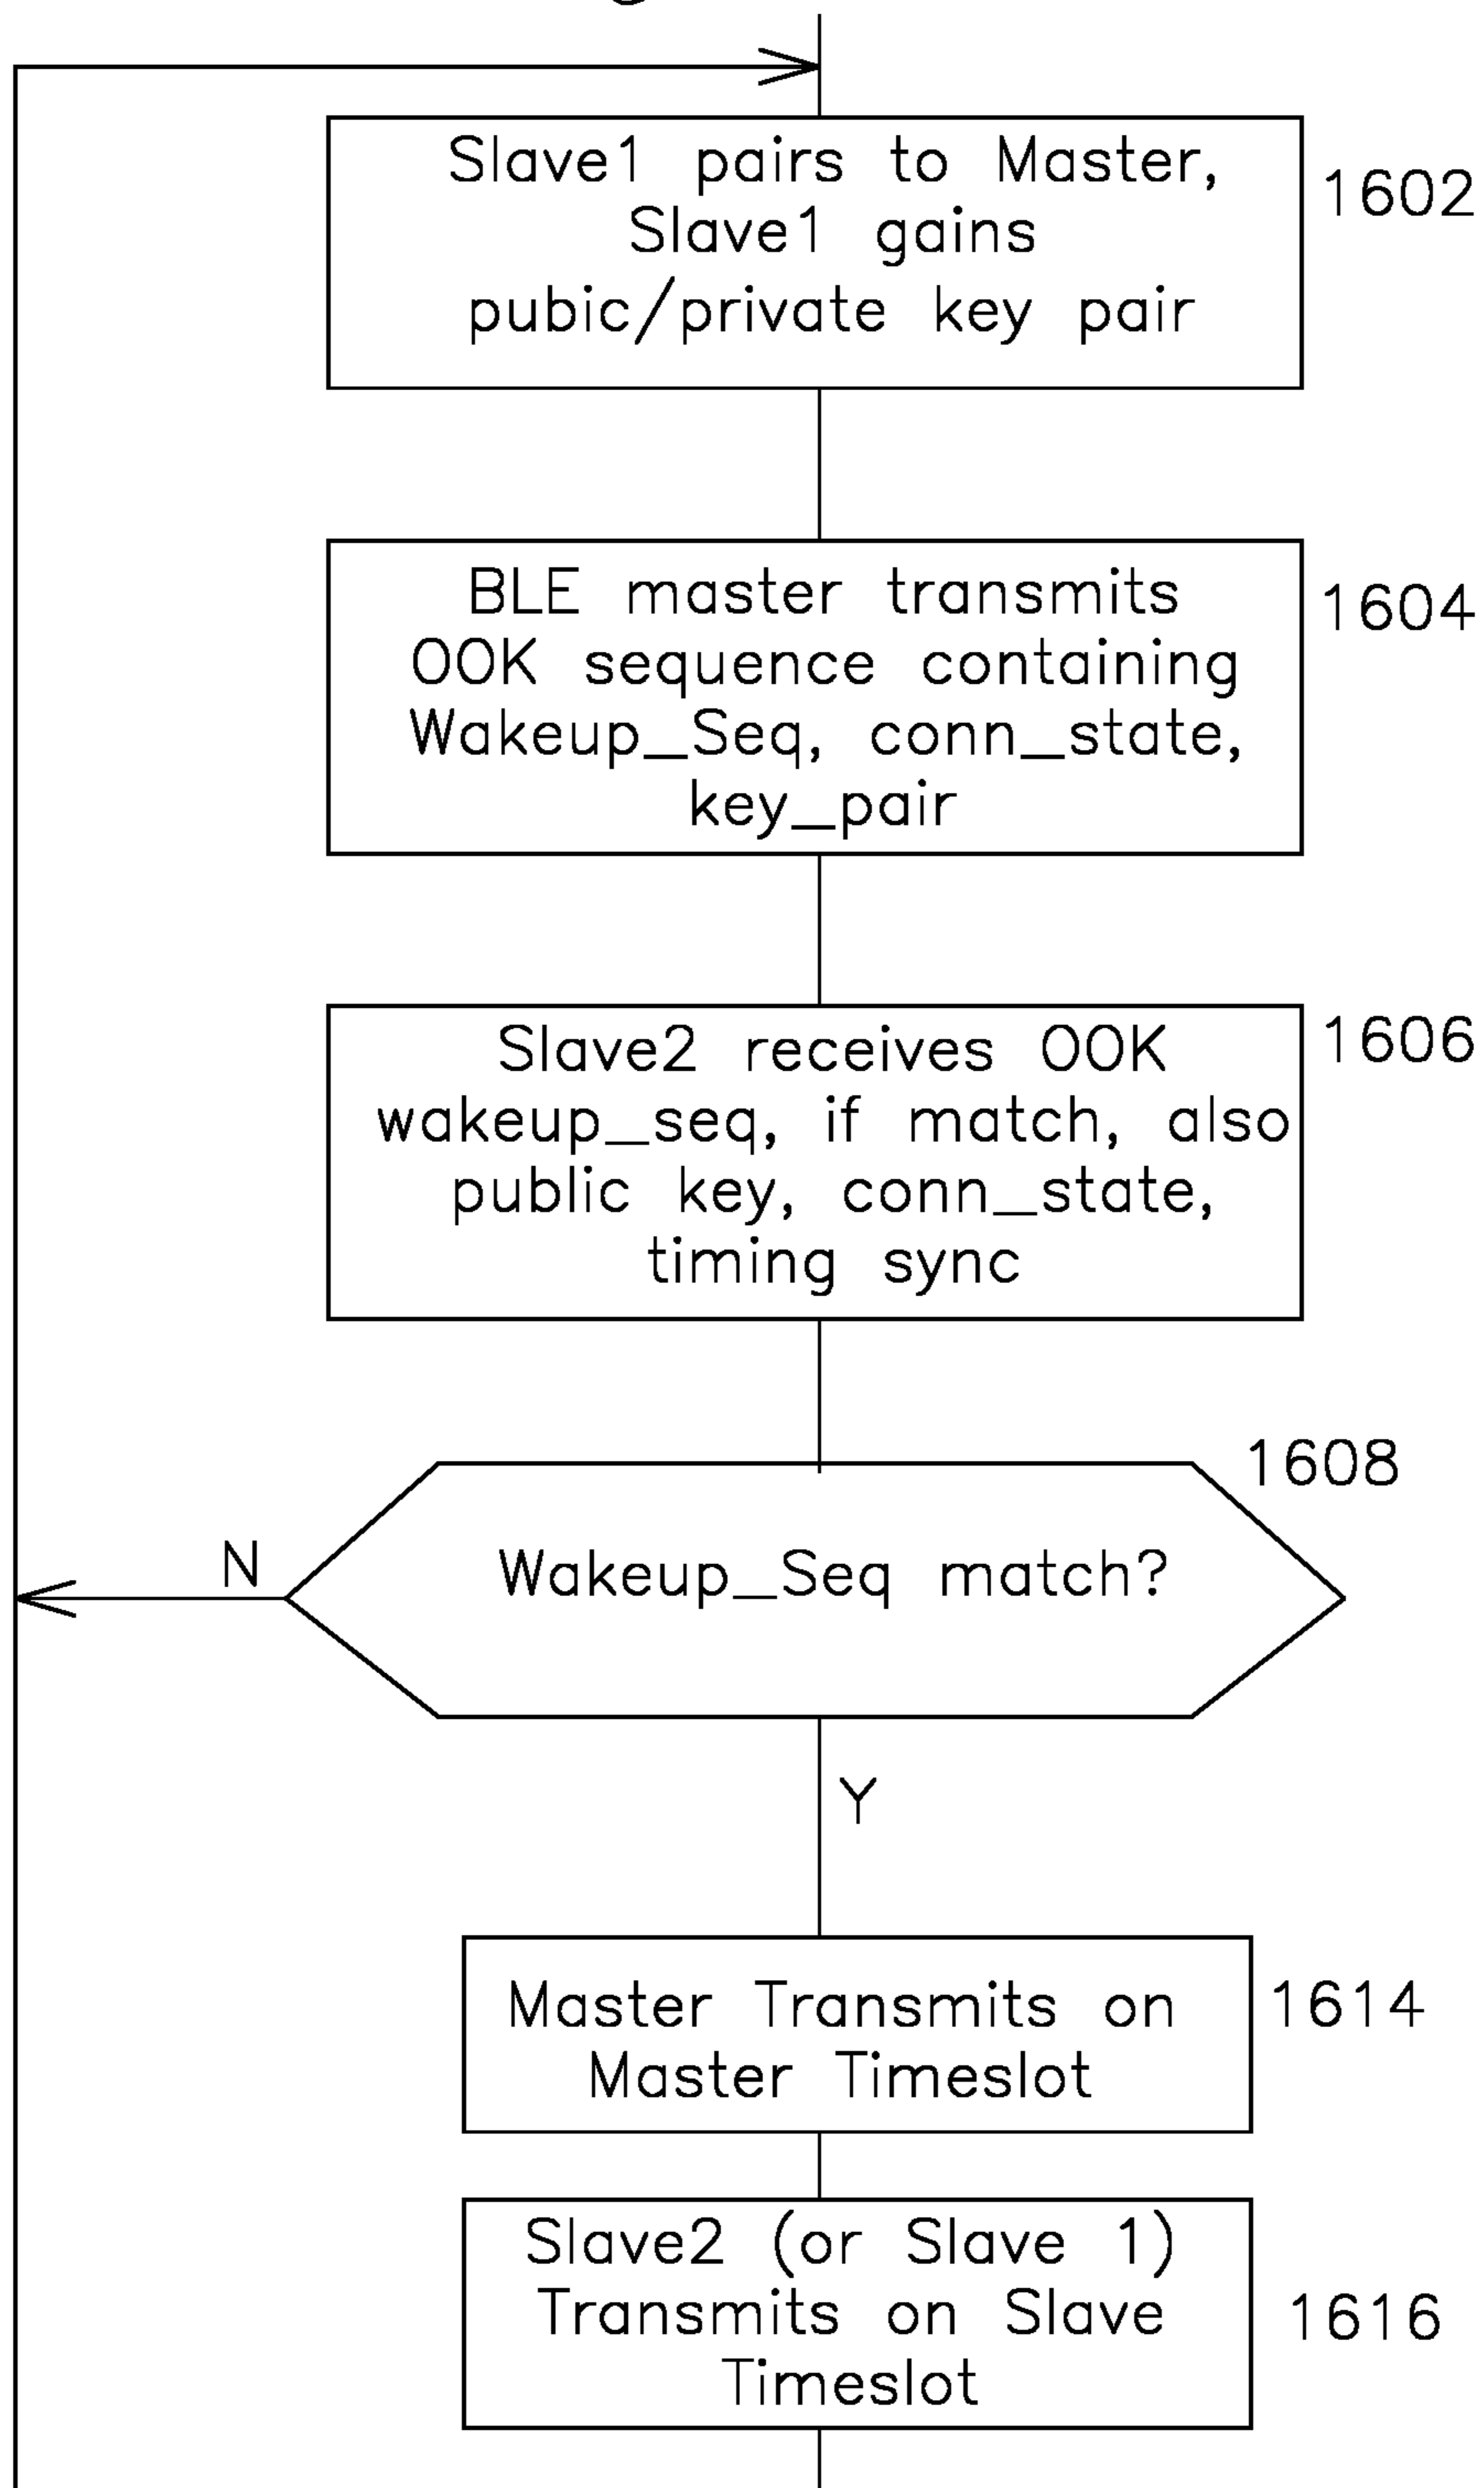 Slave1 pairs to Master,
Slave1 gains
pubic/private key pair
1602
BLE master transmits
OOK sequence containing
Wakeup_Seq, conn_state,
key_pair
1604
Slave2 receives OOK
wakeup_seq, if match, also
public key, conn_state,
timing sync
1606
1608
Wakeup_Seq match?
N
Y
Master Transmits on
Master Timeslot
1614
Slave2 (or Slave 1)
Transmits on Slave
Timeslot
1616